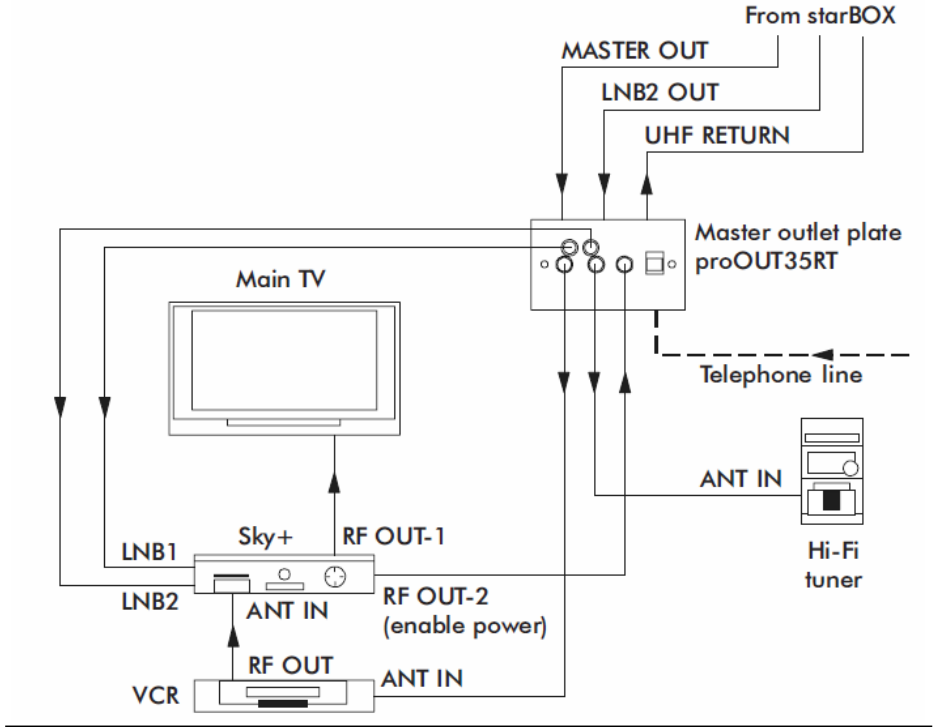 From starBOX
MASTER OUT
LNB2 OUT
UHF RETURN
Master outlet plate
proOUT35RT
Main TV
Telephone line
ANT IN
Sky+
RF OUT-1
LNB1
Hi-Fi
tuner
LNB2
ANT IN
RF OUT-2
(enable power)
RF OUT
ANT IN
VCR